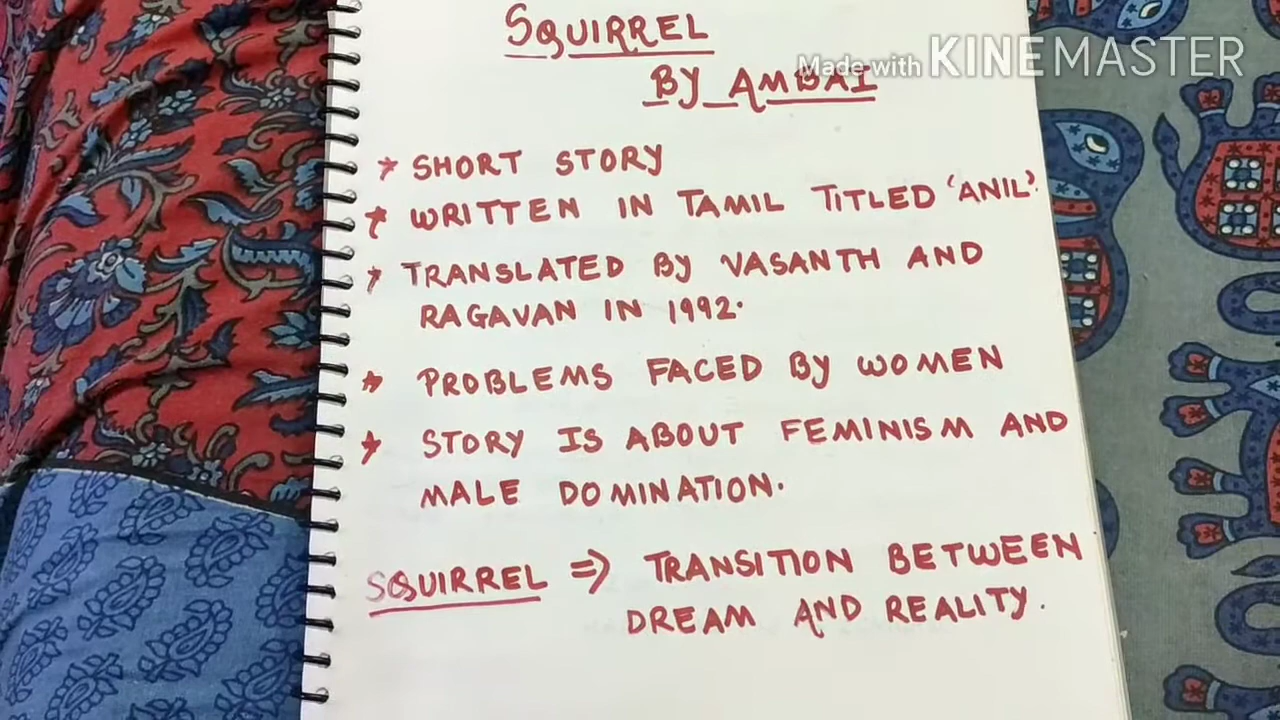 SQUIRREL
BY AMBAI
Made with KINEMASTER
* SHORT STORY
* WRITTEN IN TAMIL TITLED 'ANIL'.
* TRANSLATED BY VASANTH AND
RAGAVAN IN 1992.
* PROBLEMS FACED BY WOMEN
* STORY IS ABOUT FEMINISM AND
MALE DOMINATION.
SQUIRREL ⇒ TRANSITION BETWEEN
DREAM AND REALITY.